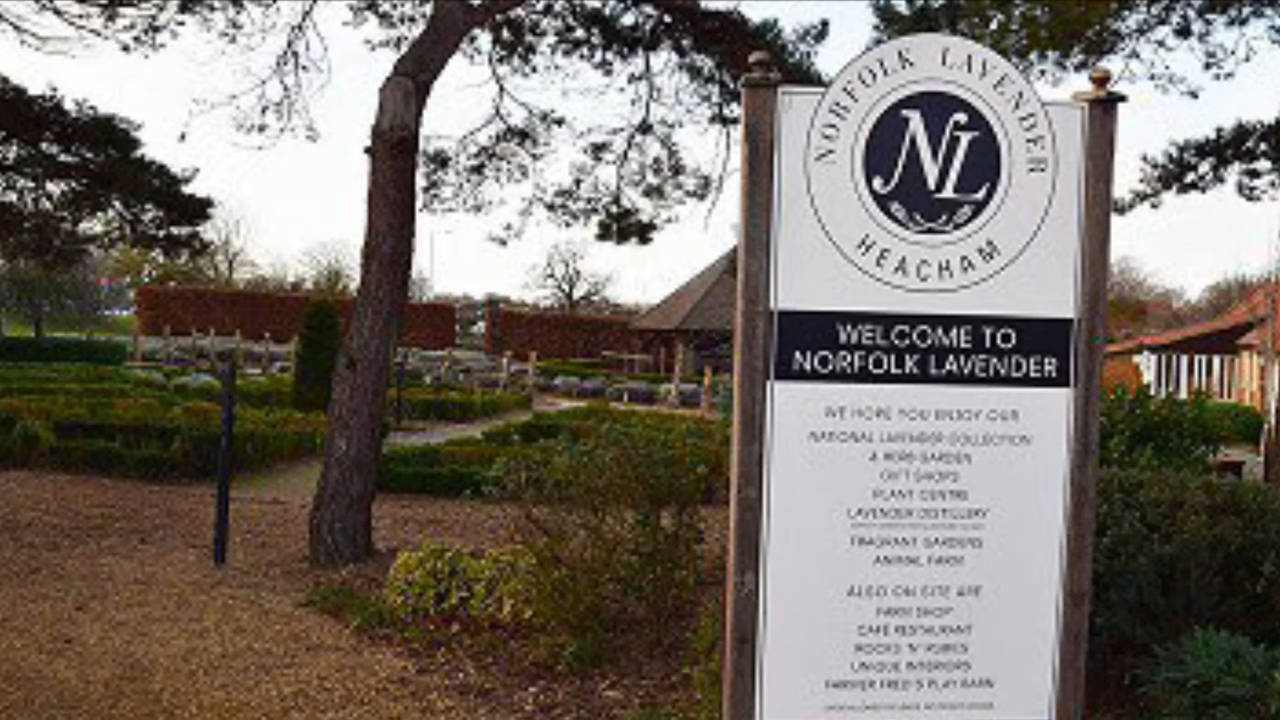 NORFOLK LAVENDER
NL
HEACHAM
WELCOME TO
NORFOLK LAVENDER
WE HOPE YOU ENJOY OUR
NATIONAL LAVENDER COLLECTION
& HERB GARDEN
GIFT SHOPS
PLANT CENTRE
LAVENDER DISTILLERY
FRAGRANT GARDENS
ANIMAL FARM
ALSO ON SITE ARE
FARM SHOP
CAFE RESTAURANT
ROCKS 'N' RUBIES
UNIQUE INTERIORS
FARMER FRED'S PLAY BARN